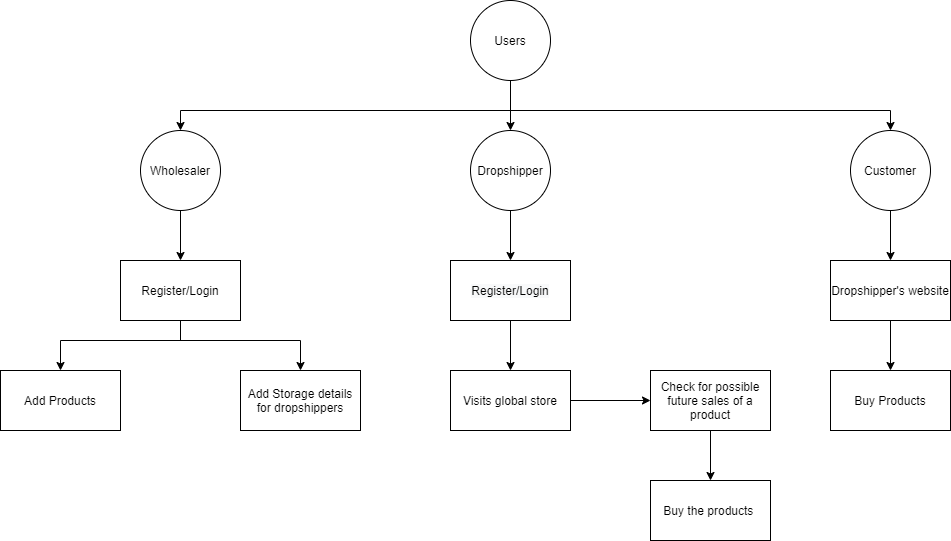 Users
Wholesaler
Dropshipper
Customer
Register/Login
Register/Login
Dropshipper's website
Add Products
Add Storage details
for dropshippers
Visits global store
Check for possible
future sales of a
product
Buy Products
Buy the products